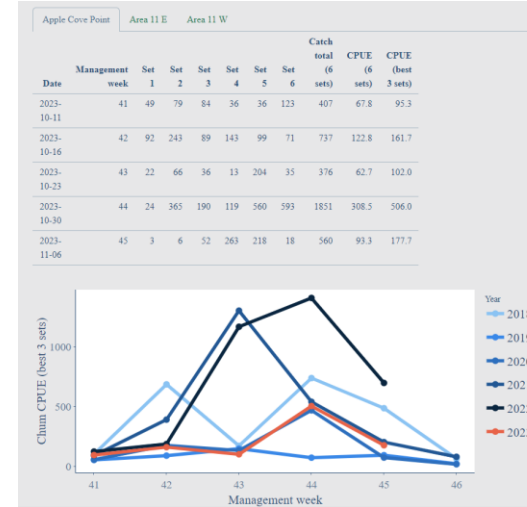 Apple Cove Point Area 11 E Area 11 W
Catch
total CPUE CPUE
Management Set Set Set Set Set Set (6 (6 (best
Date week 1 2 3 4 5 6 sets) sets) 3 sets)
2023- 41 49 79 84 36 36 123 407 67.8 95.3
10-11
2023- 42 92 243 89 143 99 71 737 122.8 161.7
10-16
2023- 43 22 66 36 13 204 35 376 62.7 102.0
10-23
2023- 44 24 365 190 119 560 593 1851 308.5 506.0
10-30
2023- 45 3 6 52 263 218 18 560 93.3 177.7
11-06
Chum CPUE (best 3 sets)
1000
500
0
41 42 43 44 45 46
Management week
Year
2018
2019
2020
202
202
202